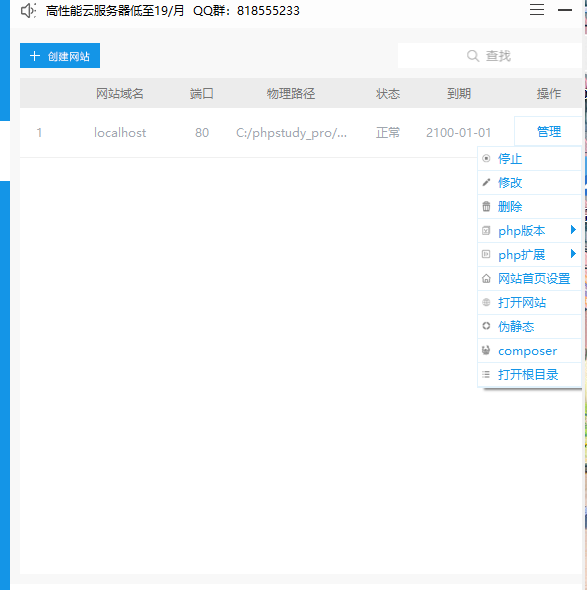 高性能云服务器低至19/月 QQ群：818555233
创建网站
查找
网站域名 端口 物理路径 状态 到期 操作
1 localhost 80 C:/phpstudy_pro/... 正常 2100-01-01 管理
停止
修改
删除
php版本
php扩展
网站首页设置
打开网站
伪静态
composer
打开根目录